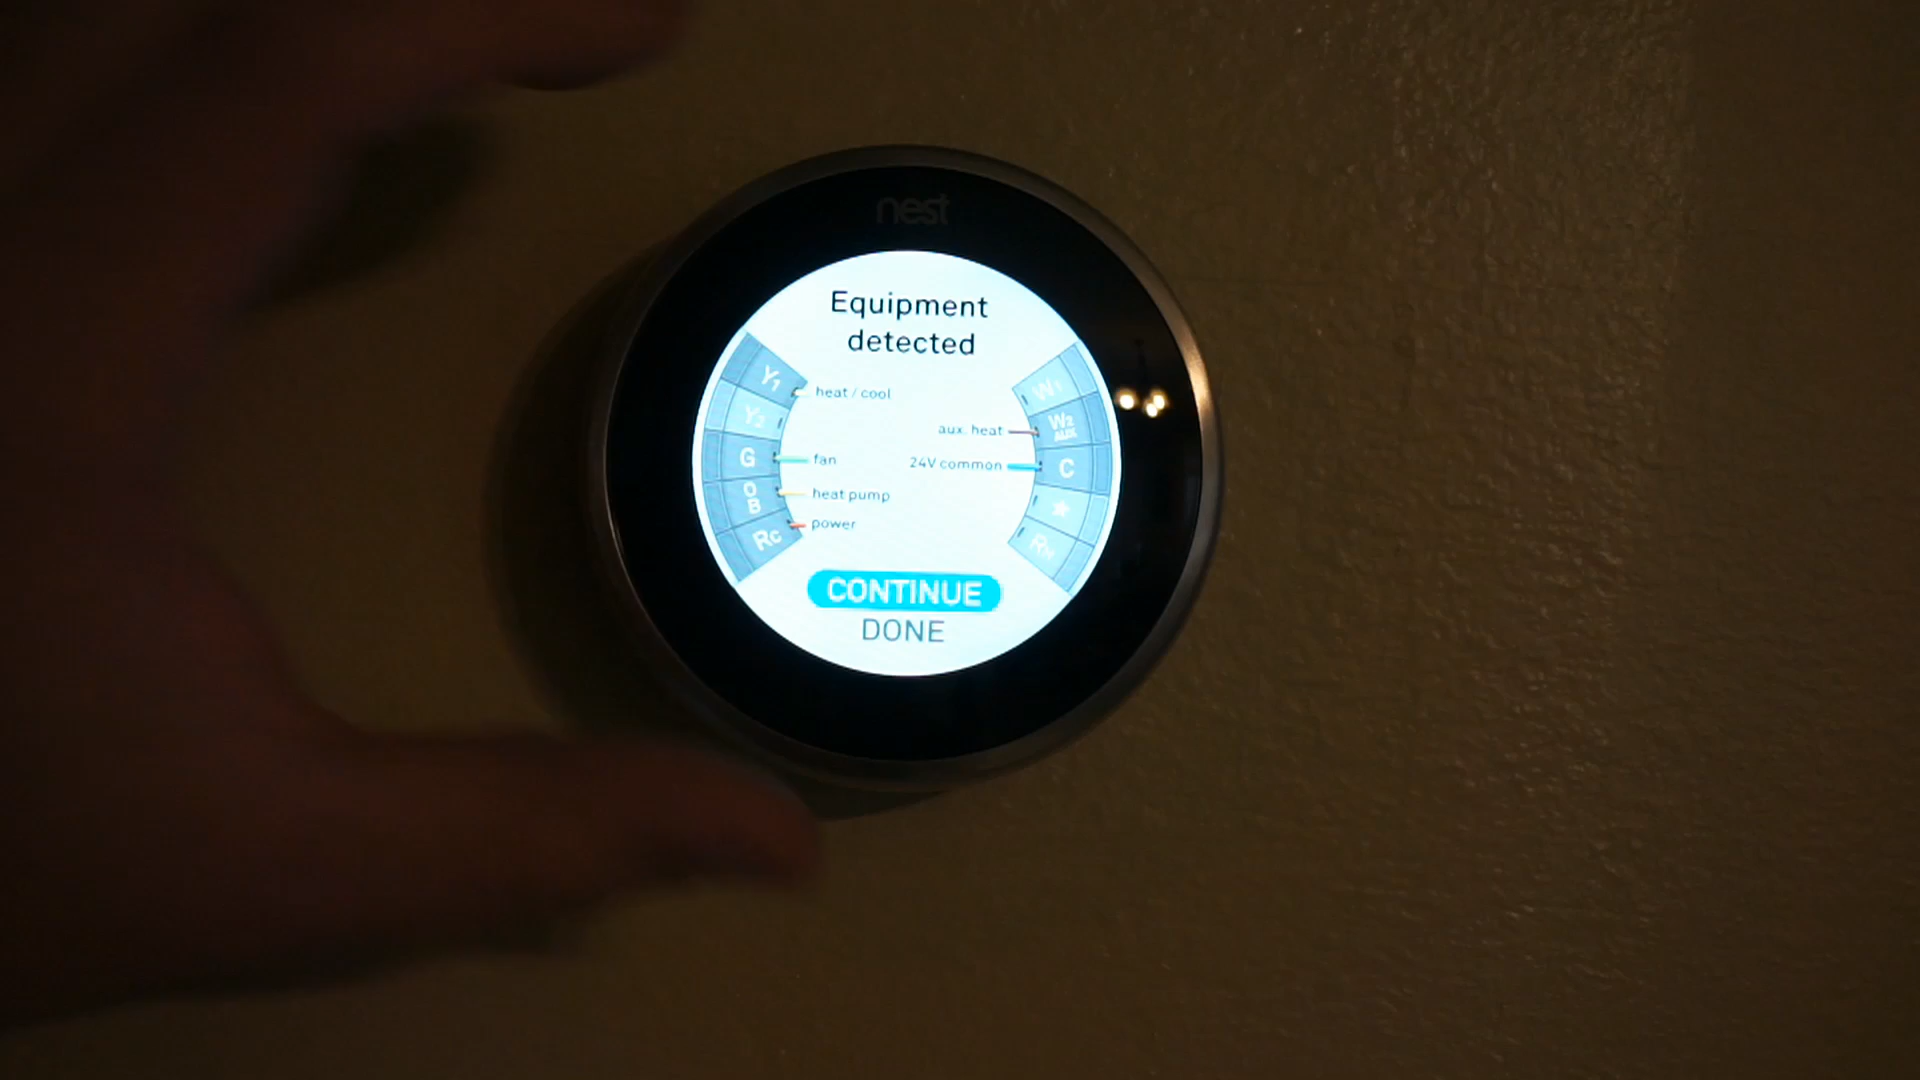 nest
Equipment
detected
Y1 heat / cool
W1
Y2
aux. heat W2
AUX
G fan
24V common C
O
B heat pump
Rc power
RH
CONTINUE
DONE